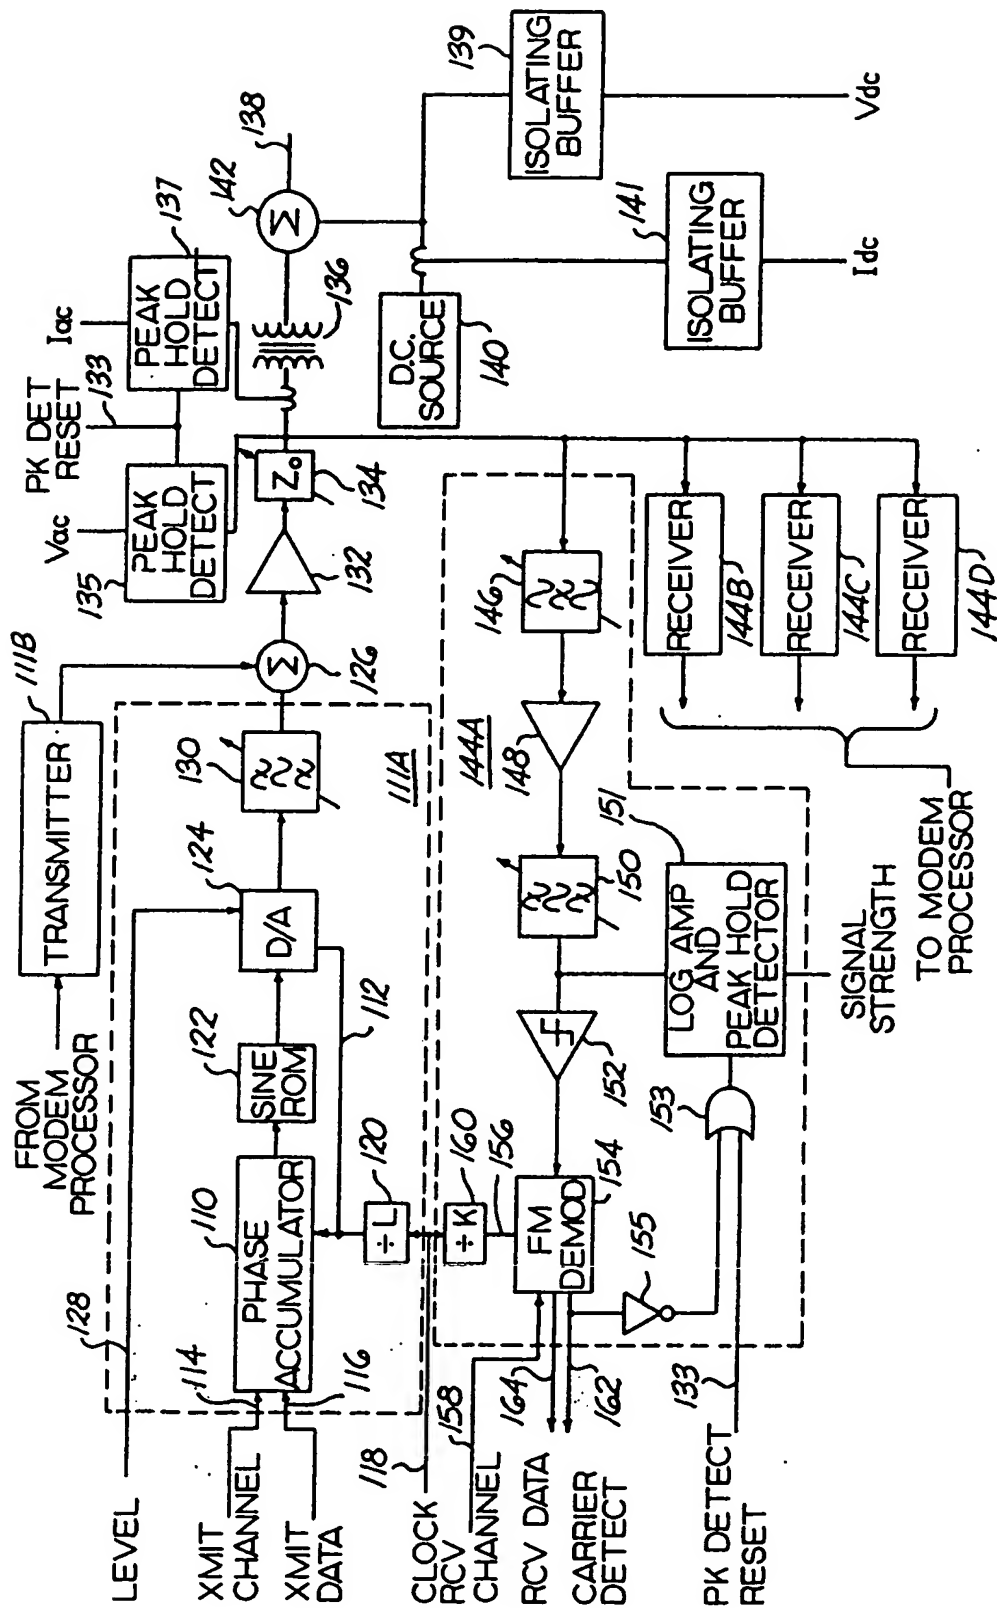 FROM
MODEM
PROCESSOR
TRANSMITTER
111B
LEVEL
128
XMIT
CHANNEL
114
XMIT
DATA
116
PHASE
ACCUMULATOR
110
SINE
ROM
122
D/A
124
130
111A
112
÷L
120
CLOCK
118
126
132
Z₀
134
Vac
135
PEAK
HOLD
DETECT
PK DET
RESET
133
Iac
137
PEAK
HOLD
DETECT
136
Σ
142
138
Σ
D.C.
SOURCE
140
ISOLATING
BUFFER
139
Vdc
ISOLATING
BUFFER
141
Idc
144A
146
148
150
152
LOG AMP
AND
PEAK HOLD
DETECTOR
151
SIGNAL
STRENGTH
153
÷K
160
156
FM
DEMOD
154
155
RCV
CHANNEL
158
RCV DATA
164
CARRIER
DETECT
162
PK DETECT
RESET
133
RECEIVER
144B
RECEIVER
144C
RECEIVER
144D
TO MODEM
PROCESSOR